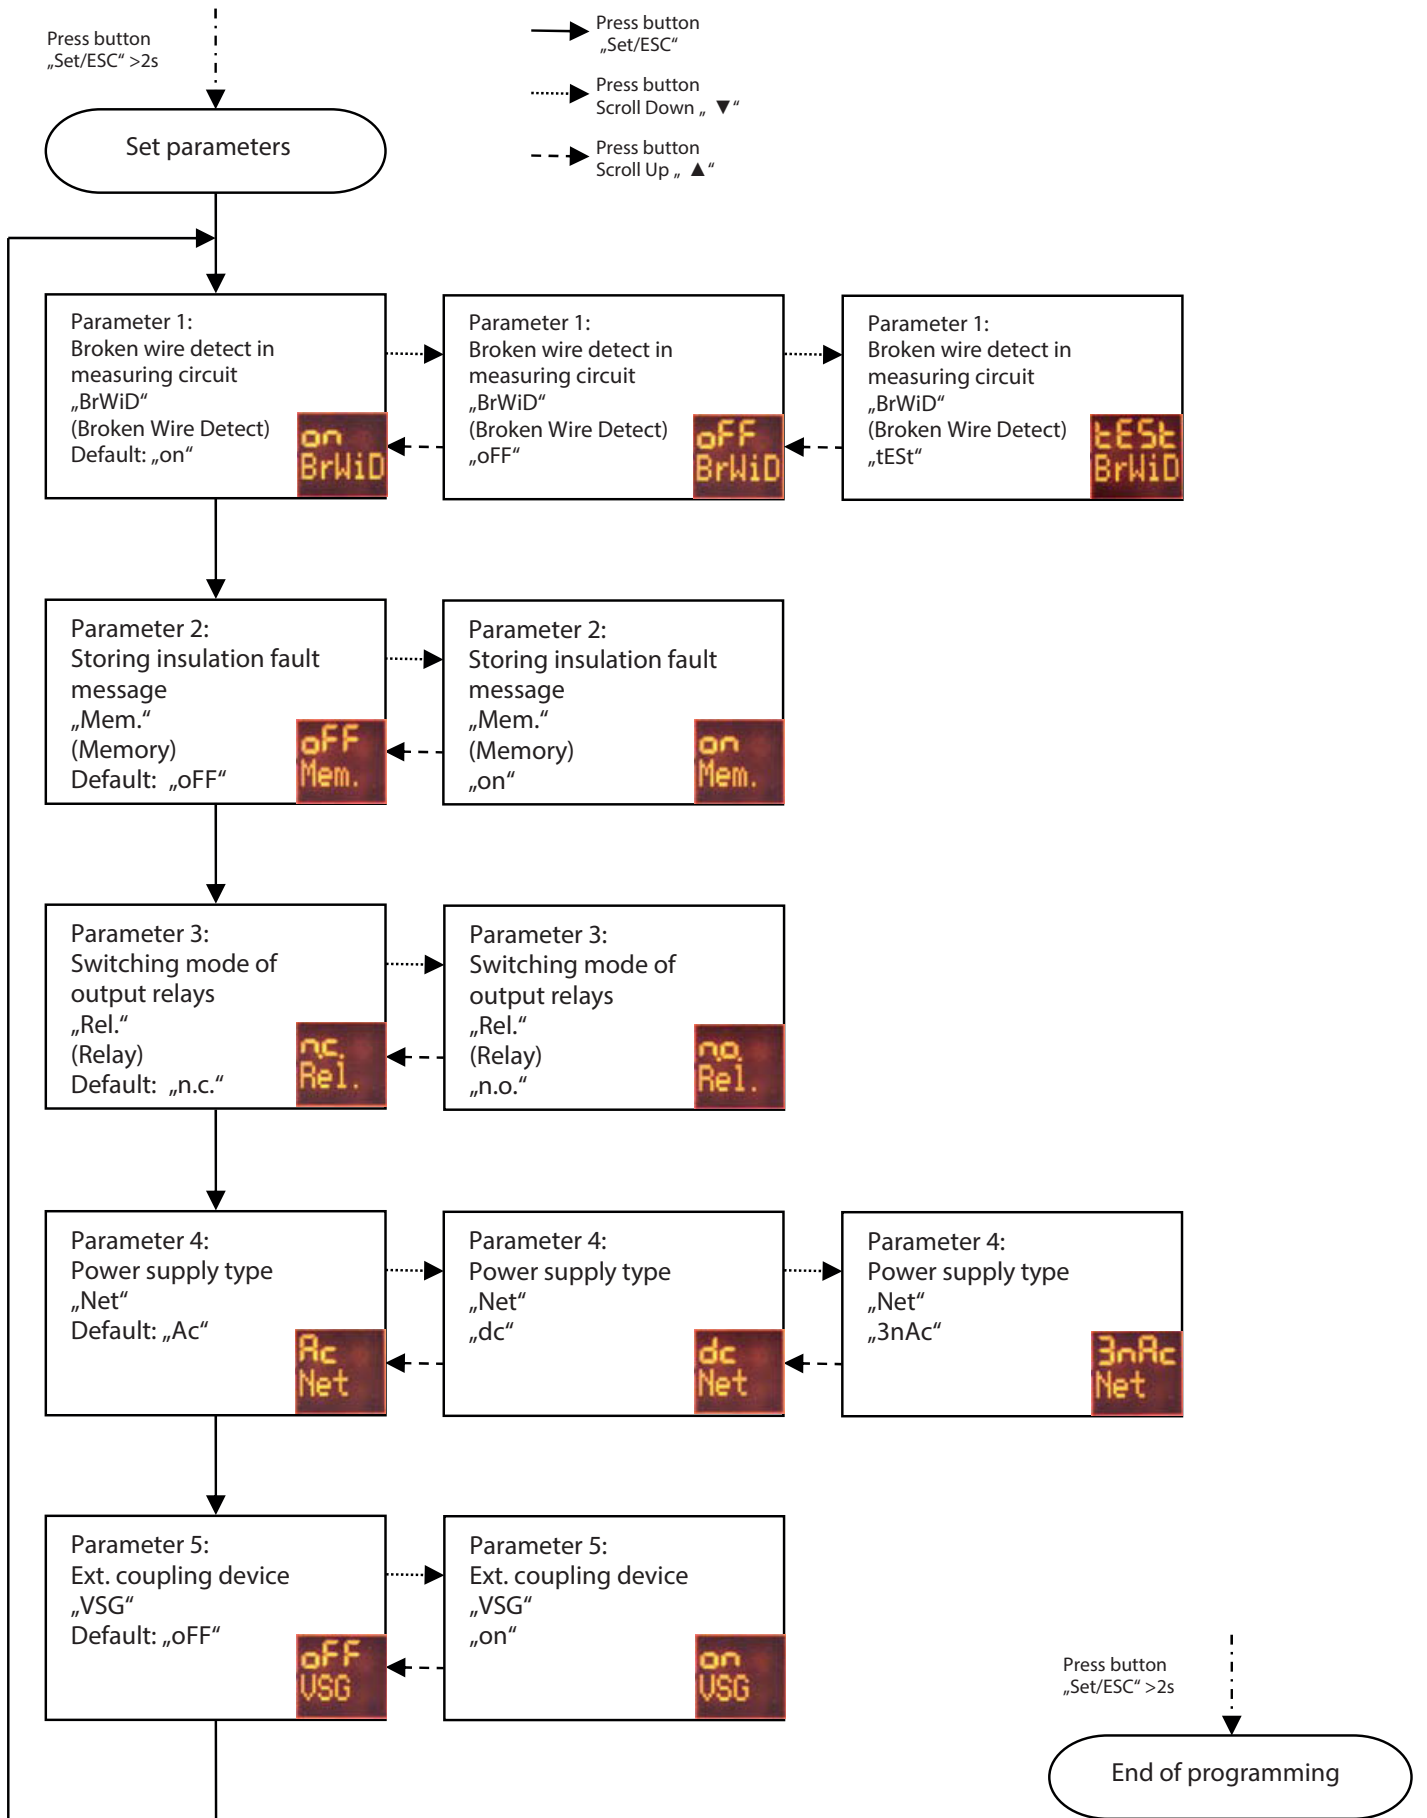 Press button
„Set/ESC“ >2s
Press button
„Set/ESC“
Press button
Scroll Down „ ▼“
Press button
Scroll Up „ ▲“
Set parameters
Parameter 1:
Broken wire detect in
measuring circuit
„BrWiD“
(Broken Wire Detect)
Default: „on“
on
BrWiD
Parameter 1:
Broken wire detect in
measuring circuit
„BrWiD“
(Broken Wire Detect)
„oFF“
oFF
BrWiD
Parameter 1:
Broken wire detect in
measuring circuit
„BrWiD“
(Broken Wire Detect)
„tESt“
tESt
BrWiD
Parameter 2:
Storing insulation fault
message
„Mem.“
(Memory)
Default: „oFF“
oFF
Mem.
Parameter 2:
Storing insulation fault
message
„Mem.“
(Memory)
„on“
on
Mem.
Parameter 3:
Switching mode of
output relays
„Rel.“
(Relay)
Default: „n.c.“
n.c.
Rel.
Parameter 3:
Switching mode of
output relays
„Rel.“
(Relay)
„n.o.“
n.o.
Rel.
Parameter 4:
Power supply type
„Net“
Default: „Ac“
Ac
Net
Parameter 4:
Power supply type
„Net“
„dc“
dc
Net
Parameter 4:
Power supply type
„Net“
„3nAc“
3nAc
Net
Parameter 5:
Ext. coupling device
„VSG“
Default: „oFF“
oFF
VSG
Parameter 5:
Ext. coupling device
„VSG“
„on“
on
VSG
Press button
„Set/ESC“ >2s
End of programming